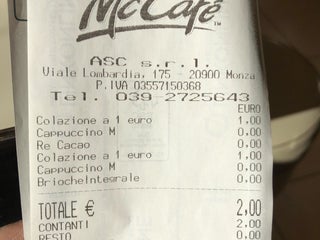 McCafé
ASC s.r.l.
Viale Lombardia, 175 - 20900 Monza
P.IVA 03557150368
Tel. 039-2725643
EURO
Colazione a 1 euro 1,00
Cappuccino M 0,00
Re Cacao 0,00
Colazione a 1 euro 1,00
Cappuccino M 0,00
BriocheIntegrale 0,00
TOTALE € 2,00
CONTANTI 2,00
RESTO 0,00